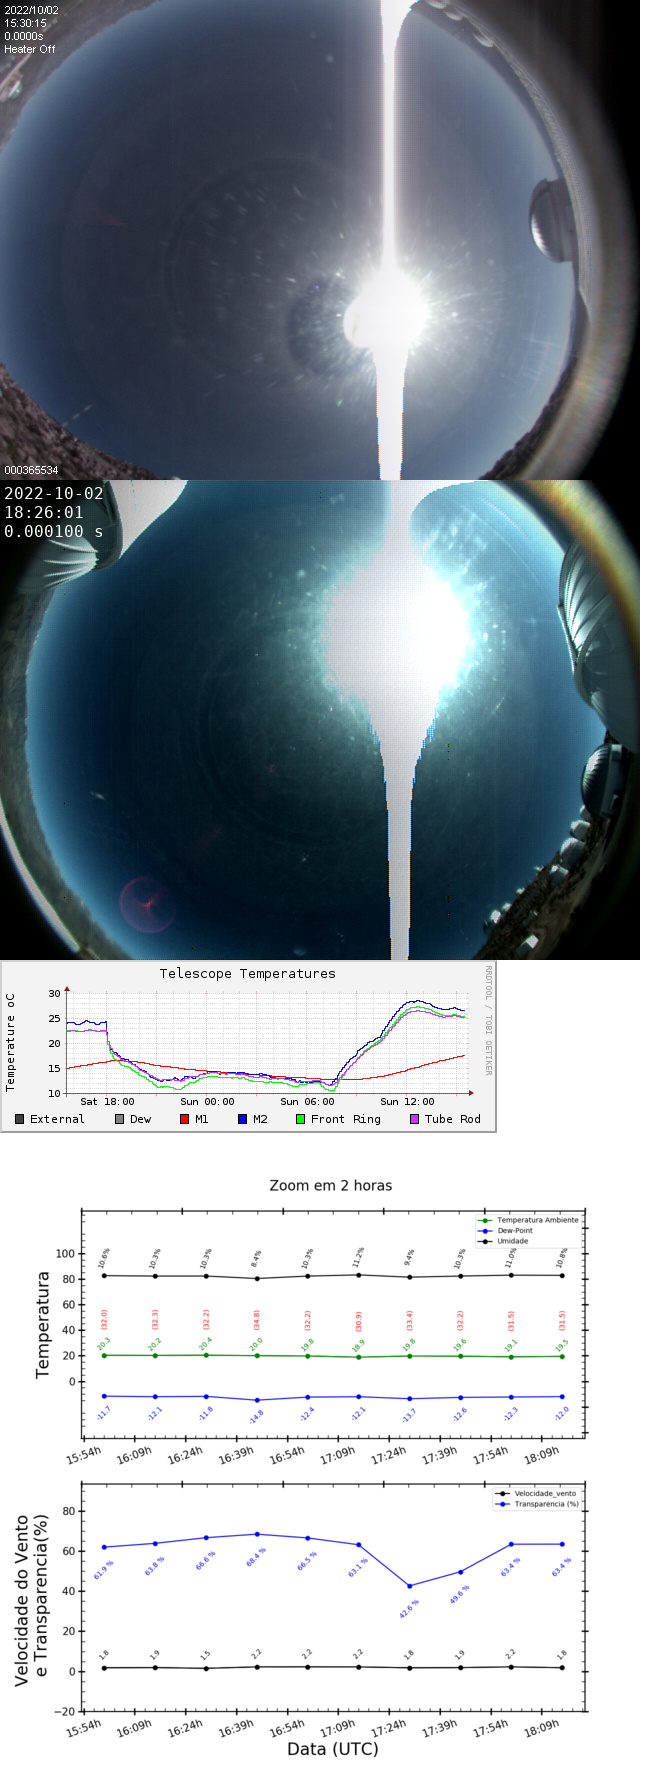 2022/10/02
15:30:15
0.0000s
Heater Off
000365534
2022-10-02
18:26:01
0.000100 s
Telescope Temperatures
RRDTOOL / TOBI OETIKER
Temperature oC
30
25
20
15
10
Sat 18:00 Sun 00:00 Sun 06:00 Sun 12:00
External Dew M1 M2 Front Ring Tube Rod
Zoom em 2 horas
Temperatura Ambiente
Dew-Point
Umidade
Temperatura
100
80
60
40
20
0
10.6% 10.3% 10.3% 8.4% 10.3% 11.2% 9.4% 10.3% 11.0% 10.8%
(32.0) (32.3) (32.2) (34.8) (32.2) (30.9) (33.4) (32.2) (31.5) (31.5)
20.3 20.2 20.4 20.0 19.8 18.9 19.8 19.6 19.1 19.5
-11.7 -12.1 -11.8 -14.8 -12.4 -12.1 -13.7 -12.6 -12.3 -12.0
15:54h 16:09h 16:24h 16:39h 16:54h 17:09h 17:24h 17:39h 17:54h 18:09h
Velocidade_vento
Transparencia (%)
Velocidade do Vento
e Transparencia(%)
80
60
40
20
0
−20
61.9 % 63.8 % 66.6 % 68.4 % 66.5 % 63.1 % 42.6 % 49.6 % 63.4 % 63.4 %
1.8 1.9 1.5 2.2 2.2 2.2 1.8 1.9 2.2 1.8
15:54h 16:09h 16:24h 16:39h 16:54h 17:09h 17:24h 17:39h 17:54h 18:09h
Data (UTC)